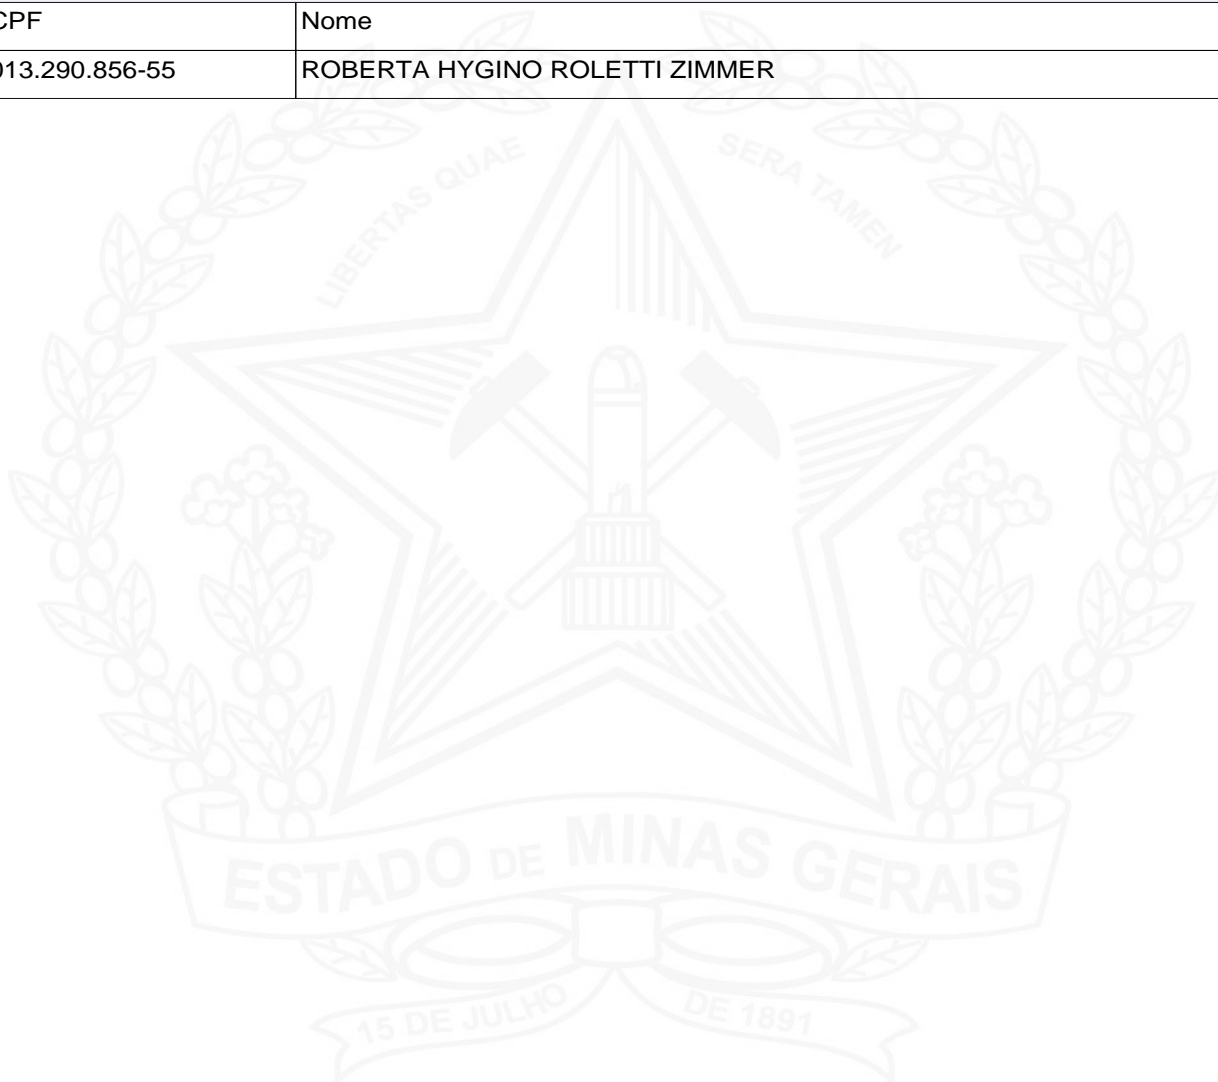 CPF Nome
013.290.856-55 ROBERTA HYGINO ROLETTI ZIMMER
LIBERTAS QUAE SERA TAMEN
ESTADO DE MINAS GERAIS
15 DE JULHO DE 1891